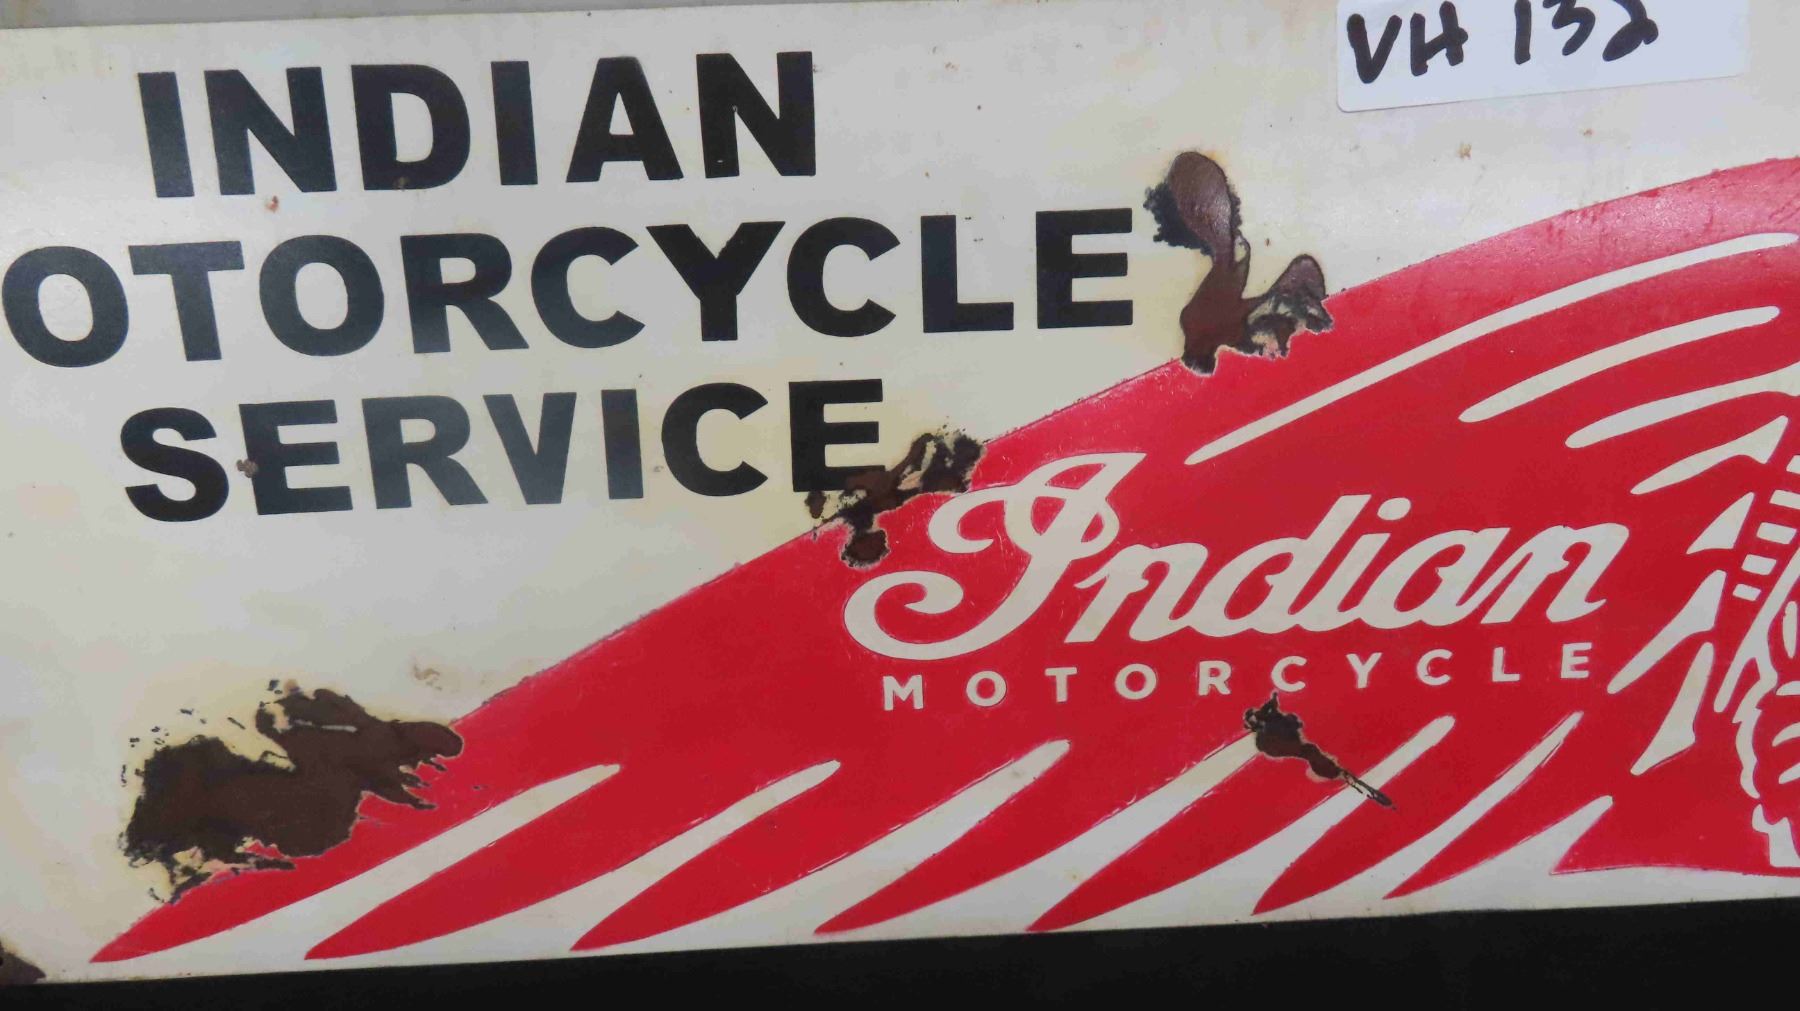 VH 132
INDIAN
OTORCYCLE
SERVICE
Indian
MOTORCYCLE